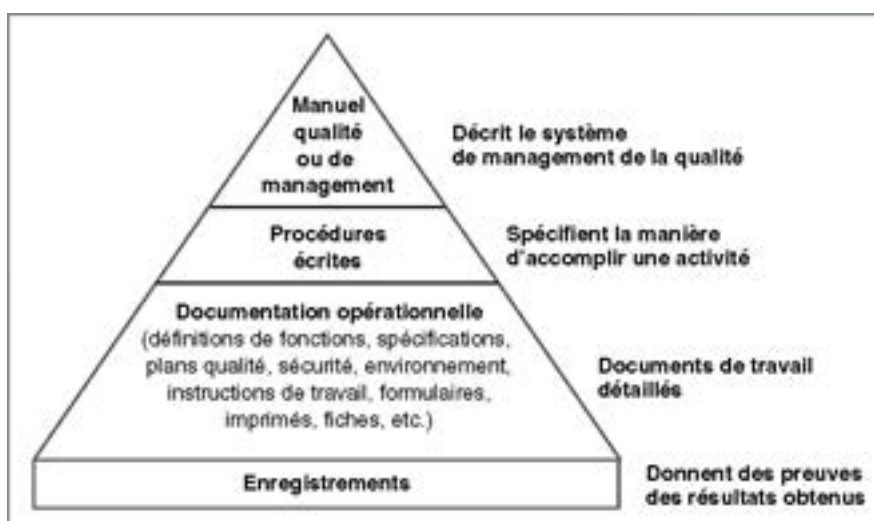 Manuel
qualité
ou de
management
Décrit le système
de management de la qualité
Procédures
écrites
Spécifient la manière
d'accomplir une activité
Documentation opérationnelle
(définitions de fonctions, spécifications,
plans qualité, sécurité, environnement,
instructions de travail, formulaires,
imprimés, fiches, etc.)
Documents de travail
détaillés
Enregistrements
Donnent des preuves
des résultats obtenus